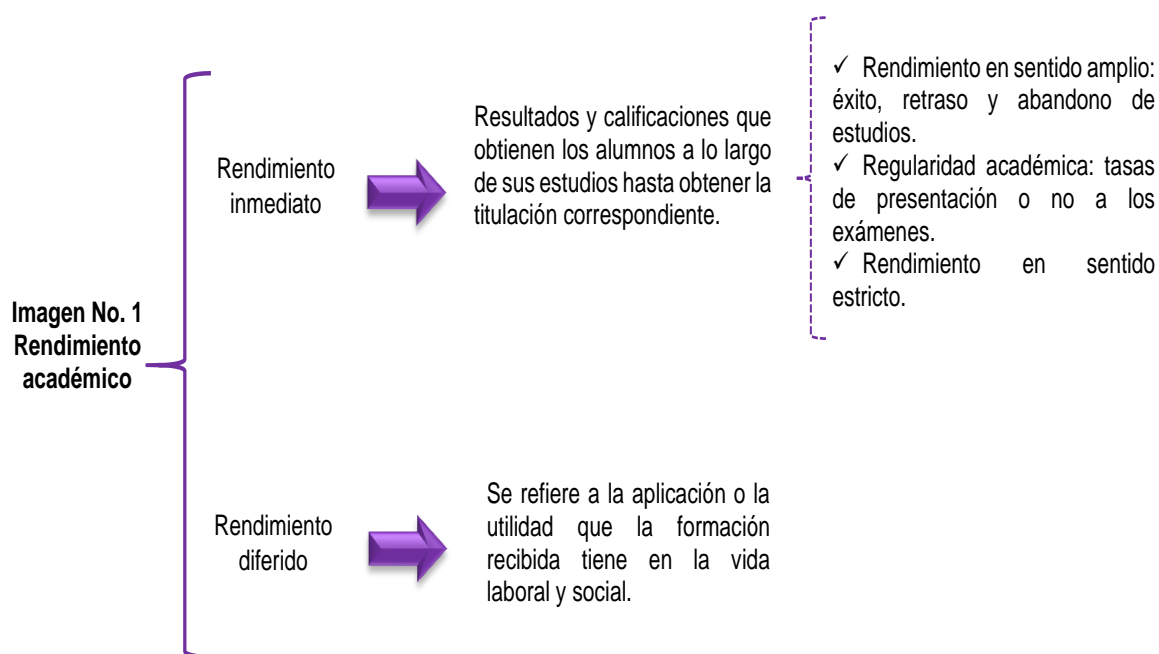 Imagen No. 1
Rendimiento
académico
Rendimiento
inmediato
Resultados y calificaciones que
obtienen los alumnos a lo largo
de sus estudios hasta obtener la
titulación correspondiente.
✓ Rendimiento en sentido amplio:
éxito, retraso y abandono de
estudios.
✓ Regularidad académica: tasas
de presentación o no a los
exámenes.
✓ Rendimiento en sentido
estricto.
Rendimiento
diferido
Se refiere a la aplicación o la
utilidad que la formación
recibida tiene en la vida
laboral y social.